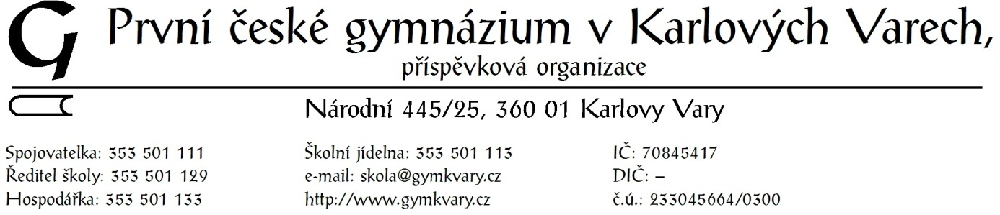 G První české gymnázium v Karlových Varech,
příspěvková organizace
Národní 445/25, 360 01 Karlovy Vary
Spojovatelka: 353 501 111
Ředitel školy: 353 501 129
Hospodářka: 353 501 133
Školní jídelna: 353 501 113
e-mail: skola@gymkvary.cz
http://www.gymkvary.cz
IČ: 70845417
DIČ: –
č.ú.: 233045664/0300